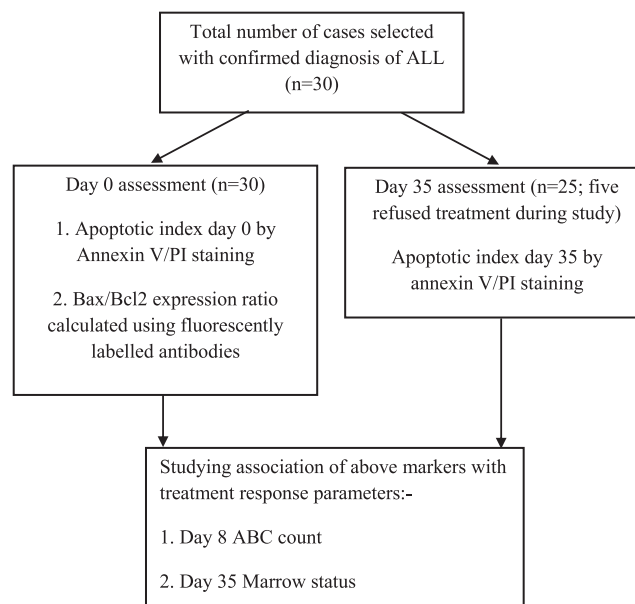 Total number of cases selected
with confirmed diagnosis of ALL
(n=30)
Day 0 assessment (n=30)
1. Apoptotic index day 0 by
Annexin V/PI staining
2. Bax/Bcl2 expression ratio
calculated using fluorescently
labelled antibodies
Day 35 assessment (n=25; five
refused treatment during study)
Apoptotic index day 35 by
annexin V/PI staining
Studying association of above markers with
treatment response parameters:-
1. Day 8 ABC count
2. Day 35 Marrow status